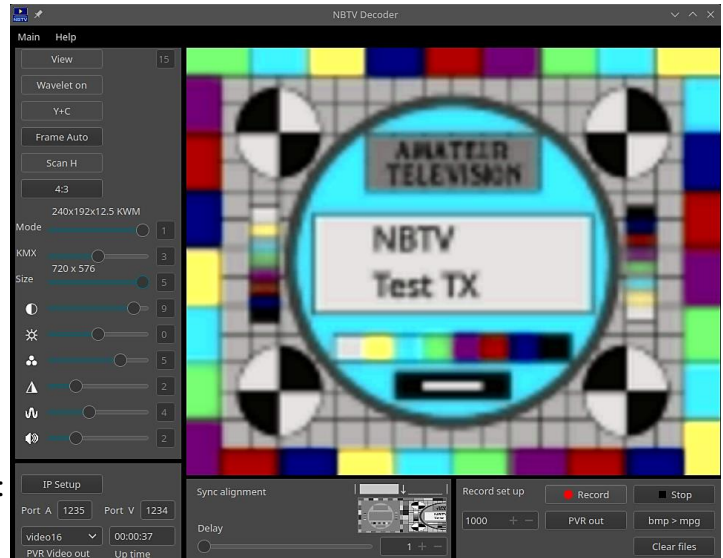 NBTV
NBTV Decoder
Main Help
View 15
Wavelet on
Y+C
Frame Auto
Scan H
4:3
240x192x12.5 KWM
Mode 1
KMX 3
720 x 576
Size 5
9
0
5
2
4
2
AMATEUR
TELEVISION
NBTV
Test TX
IP Setup
Port A 1235 Port V 1234
video16 00:00:37
PVR Video out Up time
Sync alignment
Delay
1 − +
Record set up Record Stop
1000 + − PVR out bmp > mpg
Clear files
: